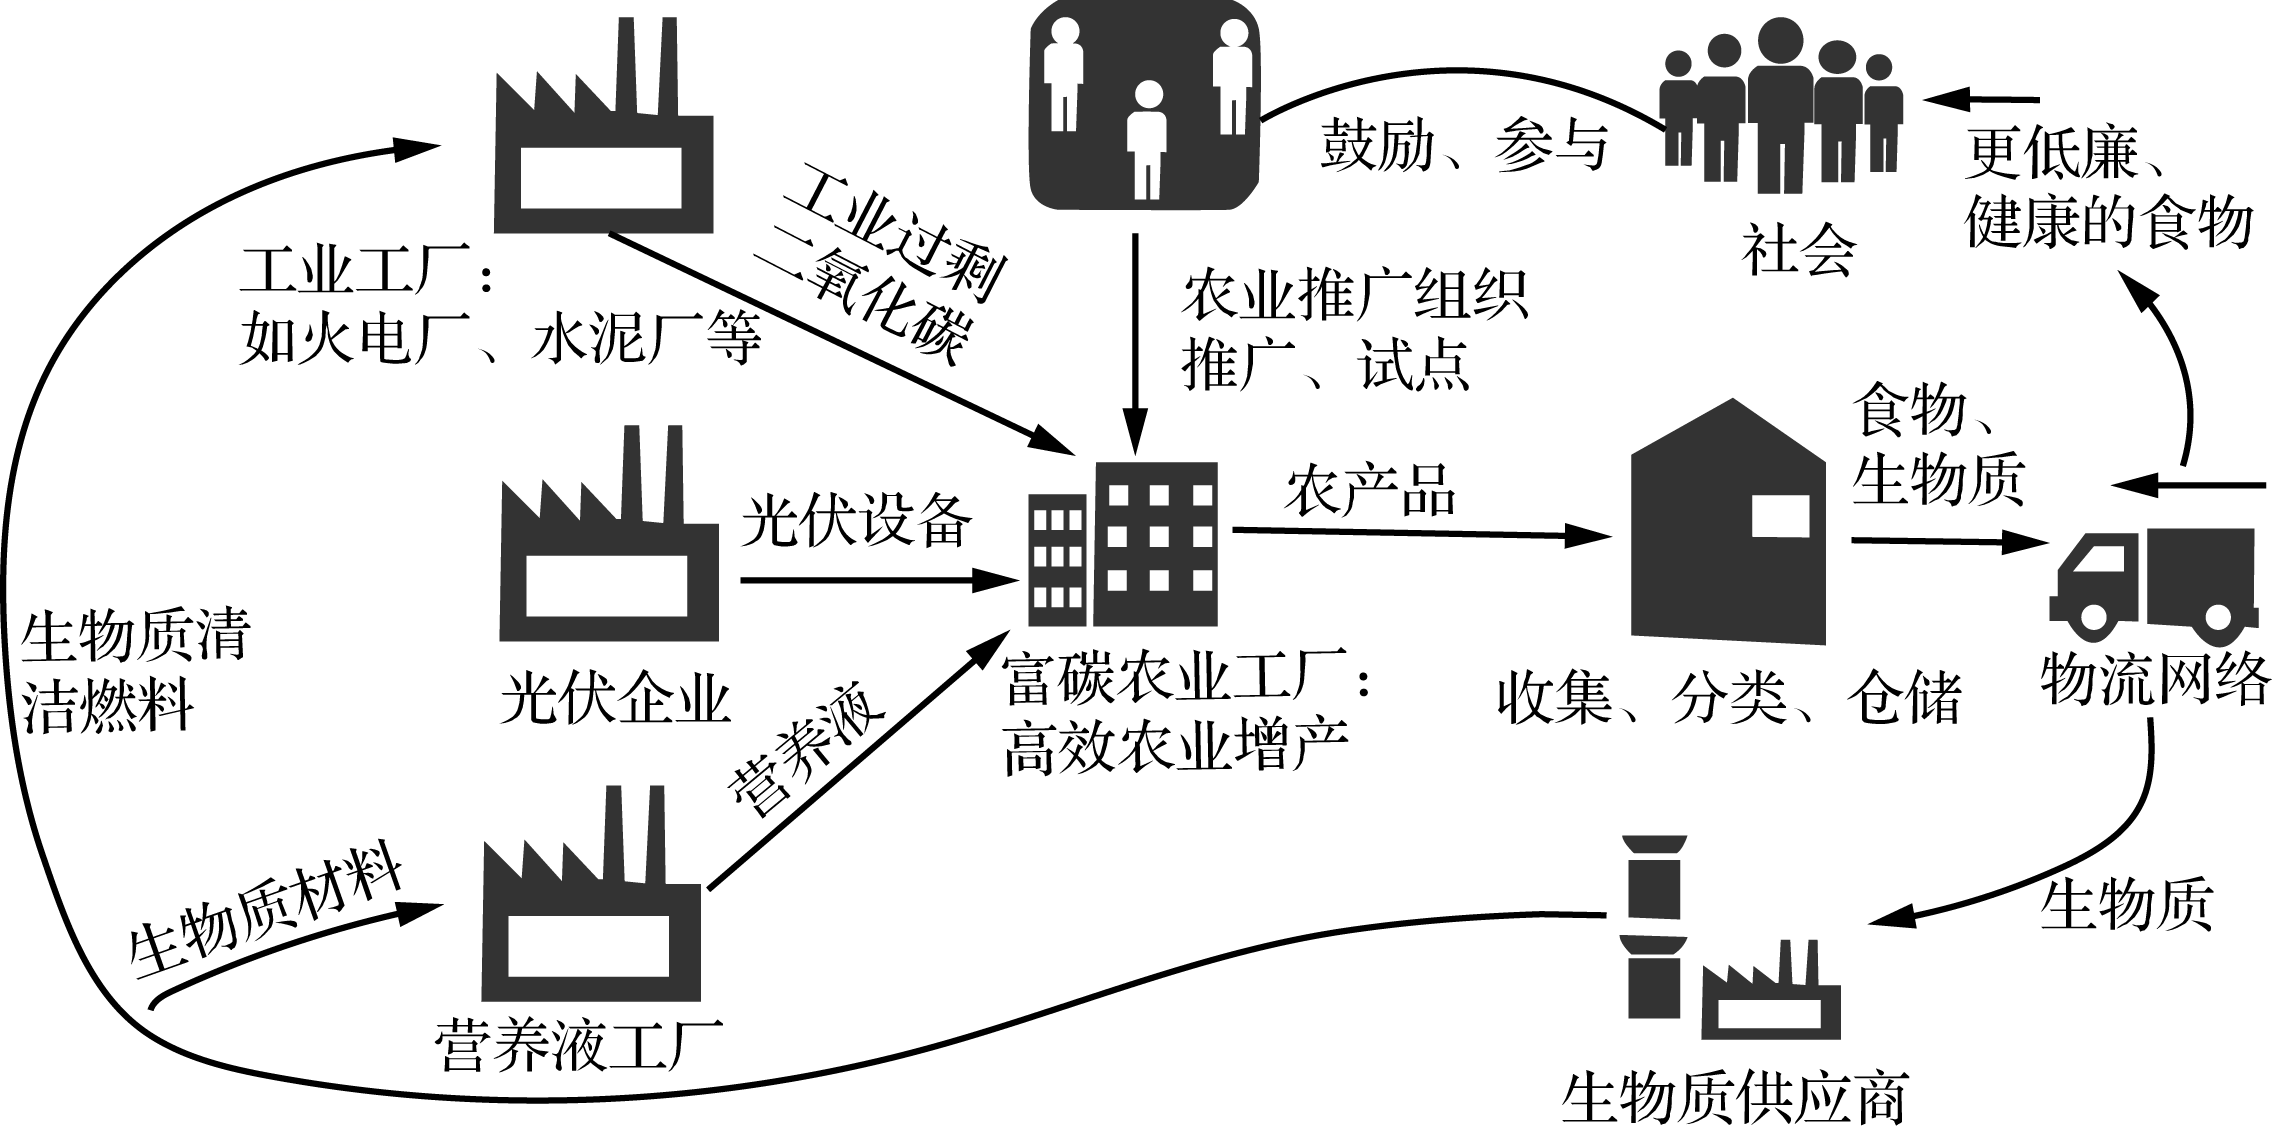 工业工厂：
如火电厂、水泥厂等
工业过剩
二氧化碳
鼓励、参与
社会
更低廉、
健康的食物
农业推广组织
推广、试点
光伏设备
光伏企业
农产品
食物、
生物质
收集、分类、仓储
物流网络
富碳农业工厂：
高效农业增产
营养液
生物质清
洁燃料
生物质材料
营养液工厂
生物质
生物质供应商